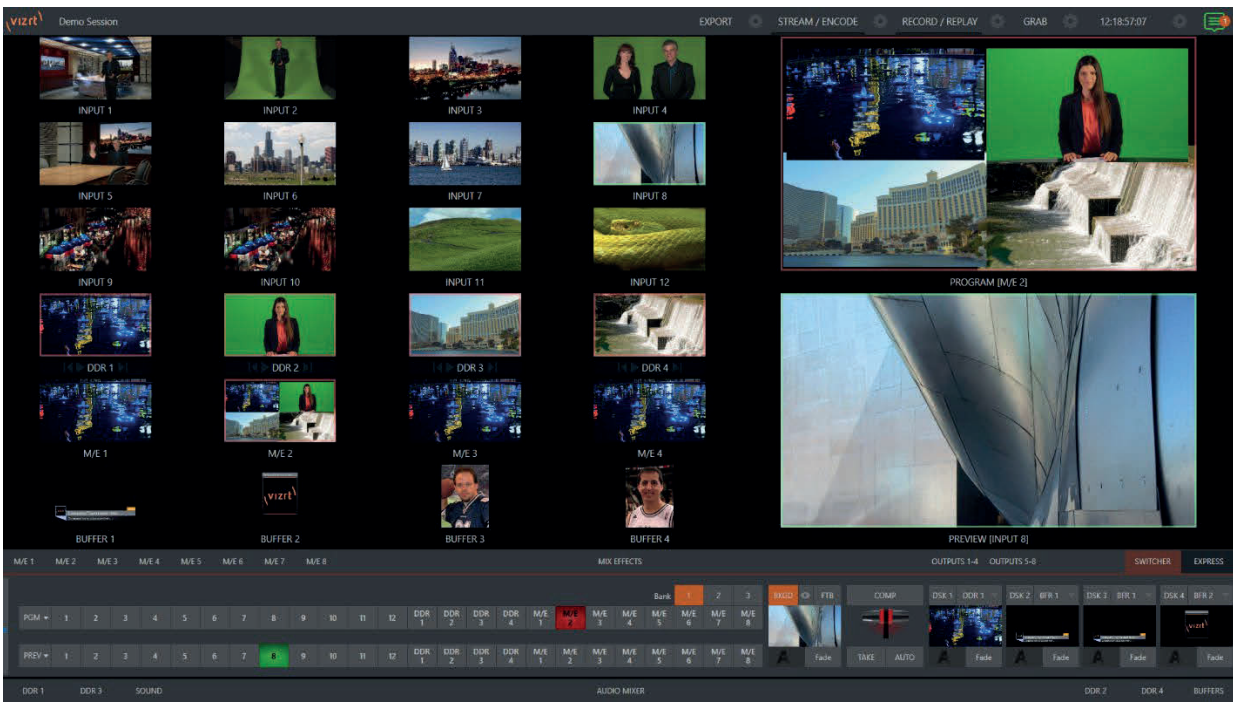 vizrt Demo Session EXPORT STREAM / ENCODE RECORD / REPLAY GRAB 12:18:57:07 1
INPUT 1 INPUT 2 INPUT 3 INPUT 4
INPUT 5 INPUT 6 INPUT 7 INPUT 8
INPUT 9 INPUT 10 INPUT 11 INPUT 12
PROGRAM [M/E 2]
DDR 1 DDR 2 DDR 3 DDR 4
M/E 1 M/E 2 M/E 3 M/E 4
vizrt
BUFFER 1 BUFFER 2 BUFFER 3 BUFFER 4
PREVIEW [INPUT 8]
M/E 1 M/E 2 M/E 3 M/E 4 M/E 5 M/E 6 M/E 7 M/E 8 MIX EFFECTS OUTPUTS 1-4 OUTPUTS 5-8 SWITCHER EXPRESS
Bank 1 2 3 BKGD FTB COMP DSK 1 DDR 1 DSK 2 BFR 1 DSK 3 BFR 1 DSK 4 BFR 2
PGM 1 2 3 4 5 6 7 8 9 10 11 12 DDR 1 DDR 2 DDR 3 DDR 4 M/E 1 M/E 2 M/E 3 M/E 4 M/E 5 M/E 6 M/E 7 M/E 8
vizrt
PREV 1 2 3 4 5 6 7 8 9 10 11 12 DDR 1 DDR 2 DDR 3 DDR 4 M/E 1 M/E 2 M/E 3 M/E 4 M/E 5 M/E 6 M/E 7 M/E 8 Fade TAKE AUTO Fade Fade Fade Fade
DDR 1 DDR 3 SOUND AUDIO MIXER DDR 2 DDR 4 BUFFERS